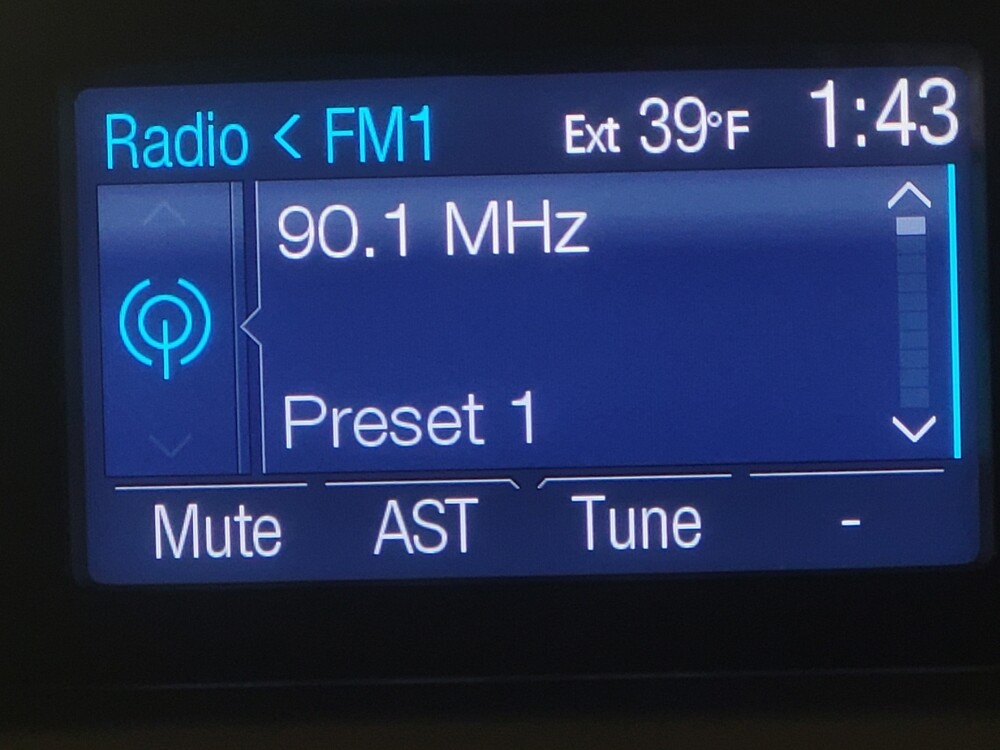 Radio < FM1 Ext 39°F 1:43
90.1 MHz
Preset 1
Mute AST Tune -